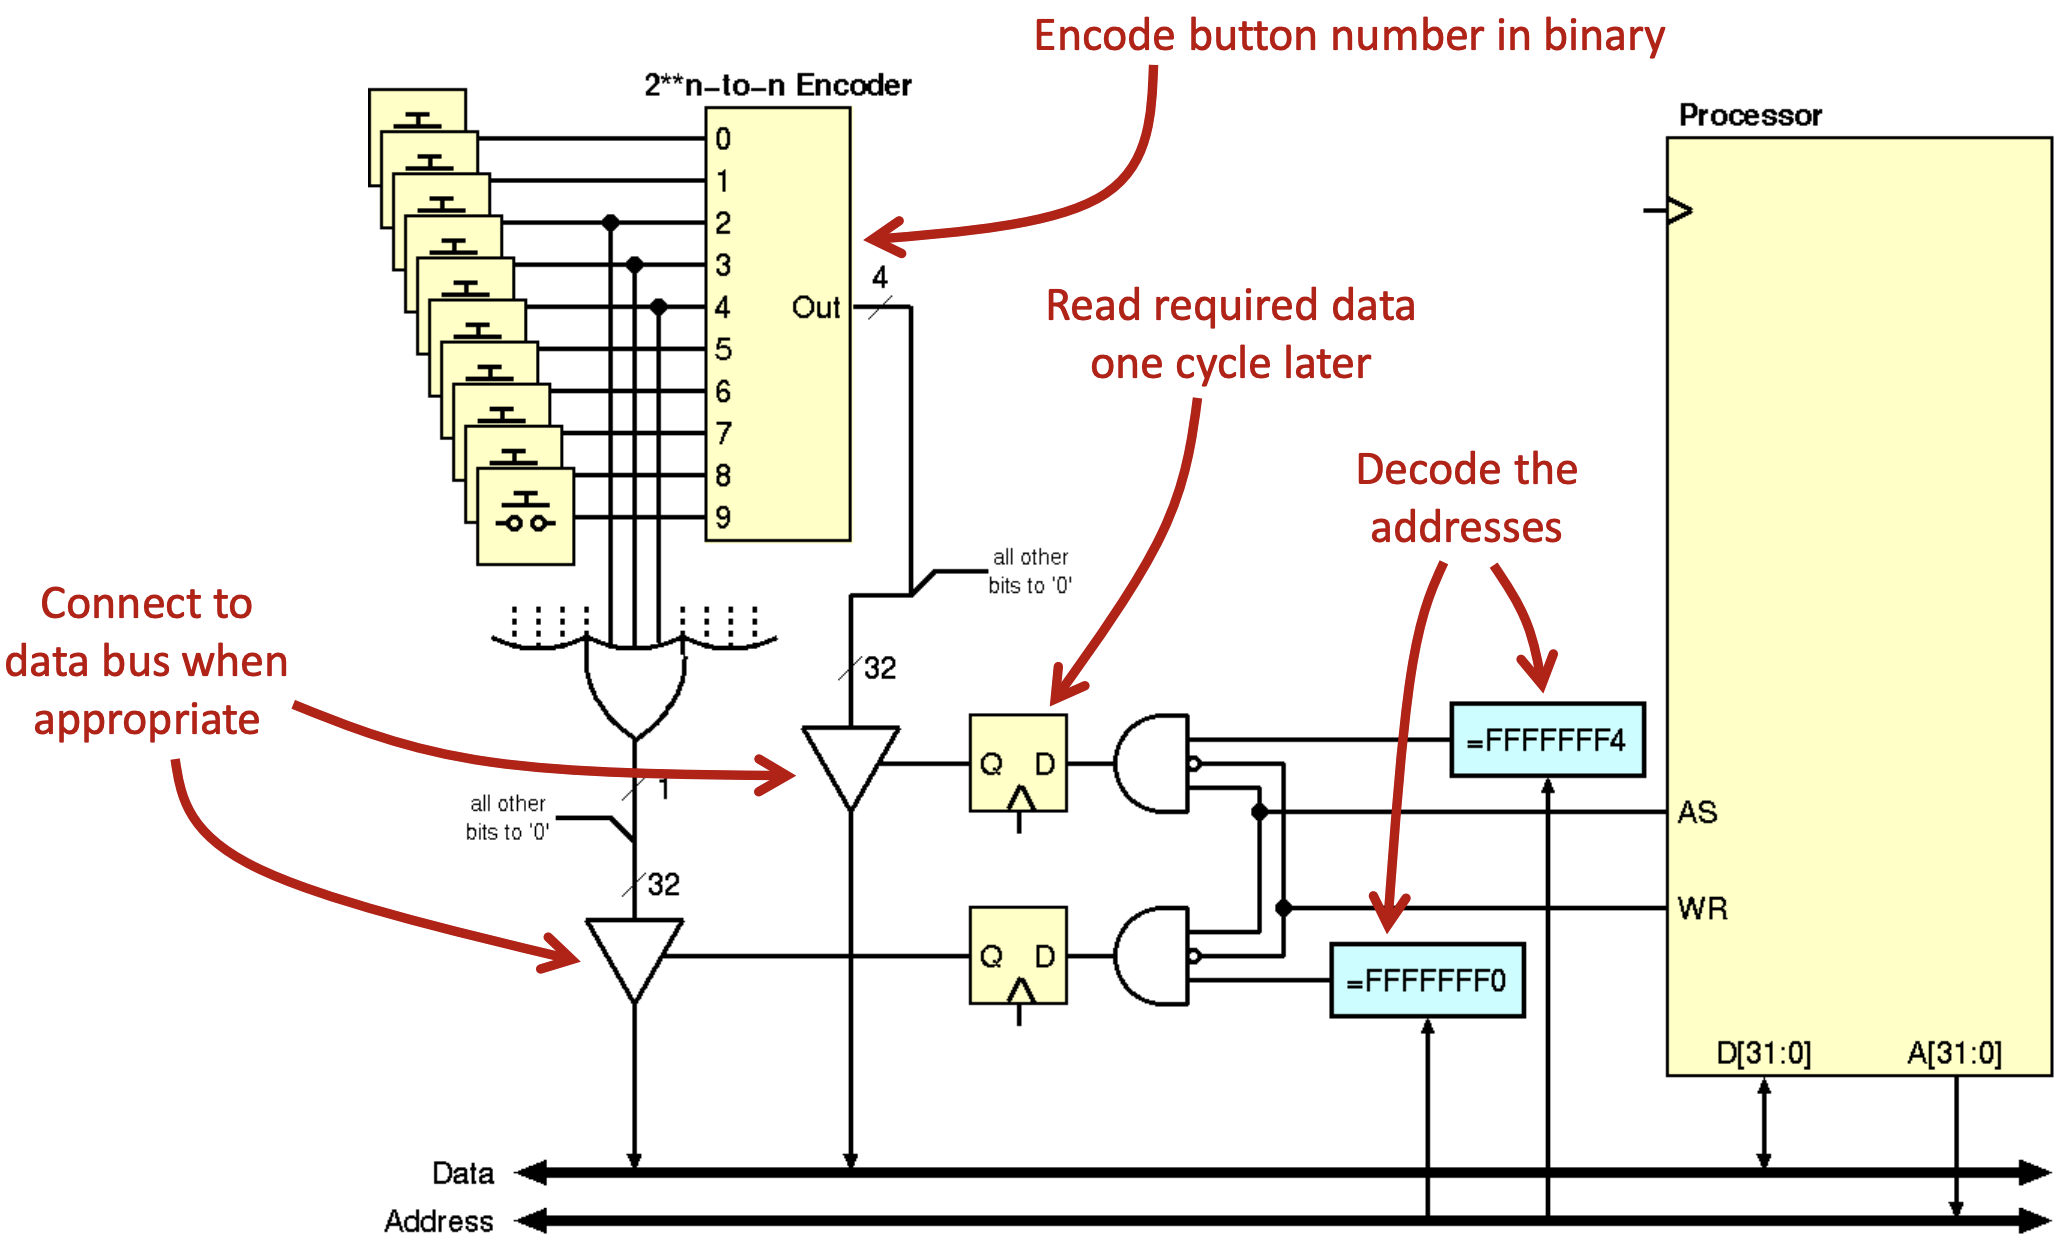 Encode button number in binary
2**n-to-n Encoder
Processor
0
1
2
3
4
5
6
7
8
9
Out
4
Read required data
one cycle later
Decode the
addresses
all other
bits to '0'
Connect to
data bus when
appropriate
32
=FFFFFFF4
Q D
1
all other
bits to '0'
AS
32
WR
Q D
=FFFFFFF0
D[31:0]
A[31:0]
Data
Address